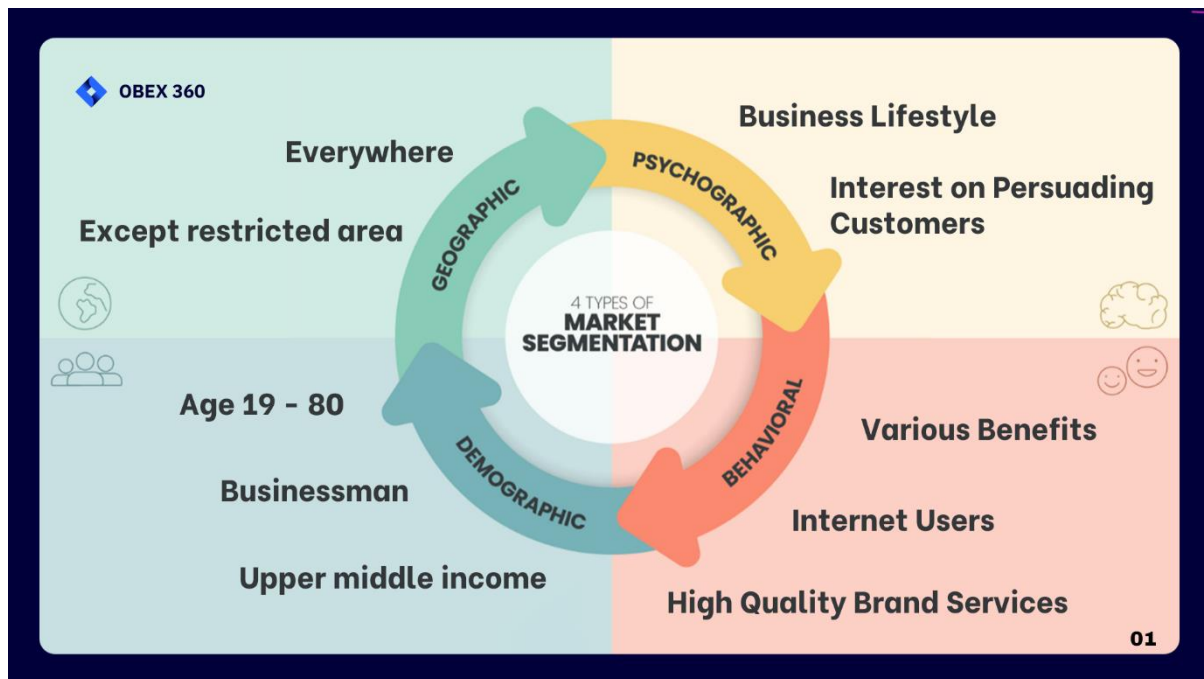 OBEX 360
Everywhere
Except restricted area
GEOGRAPHIC
Business Lifestyle
Interest on Persuading
Customers
PSYCHOGRAPHIC
4 TYPES OF
MARKET
SEGMENTATION
Age 19 - 80
Businessman
Upper middle income
DEMOGRAPHIC
BEHAVIORAL
Various Benefits
Internet Users
High Quality Brand Services
01